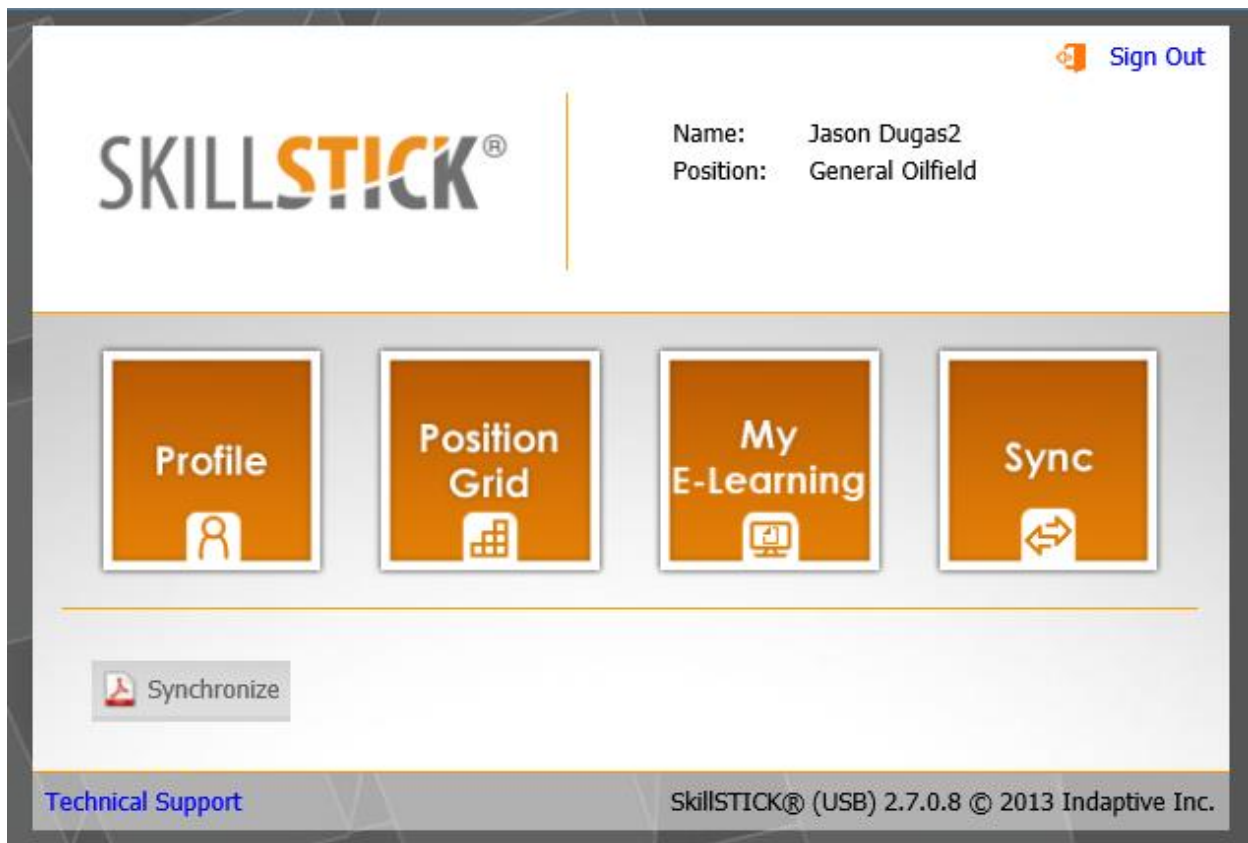 Sign Out
SKILLSTICK®
Name: Jason Dugas2
Position: General Oilfield
Profile
Position
Grid
My
E-Learning
Sync
Synchronize
Technical Support
SkillSTICK® (USB) 2.7.0.8 © 2013 Indaptive Inc.